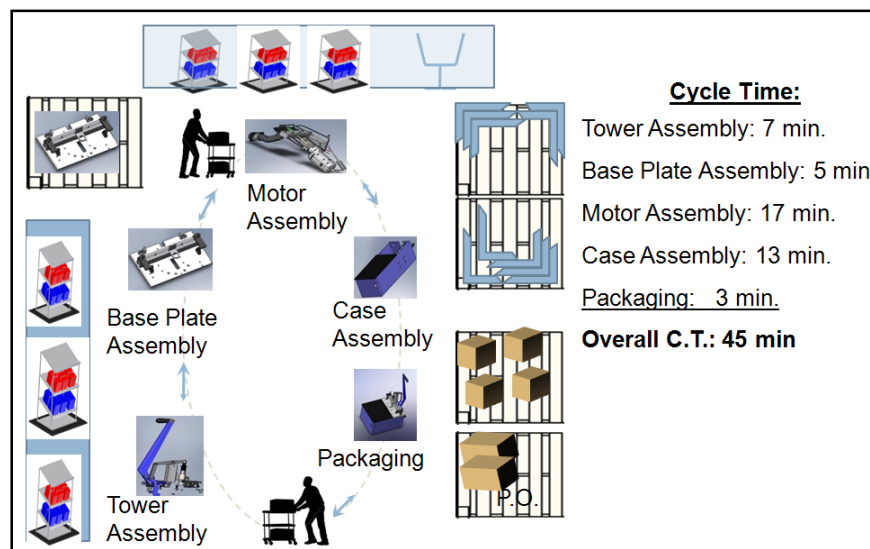 Motor
Assembly
Base Plate
Assembly
Case
Assembly
Packaging
Tower
Assembly
P.O.
Cycle Time:
Tower Assembly: 7 min.
Base Plate Assembly: 5 min
Motor Assembly: 17 min.
Case Assembly: 13 min.
Packaging: 3 min.
Overall C.T.: 45 min